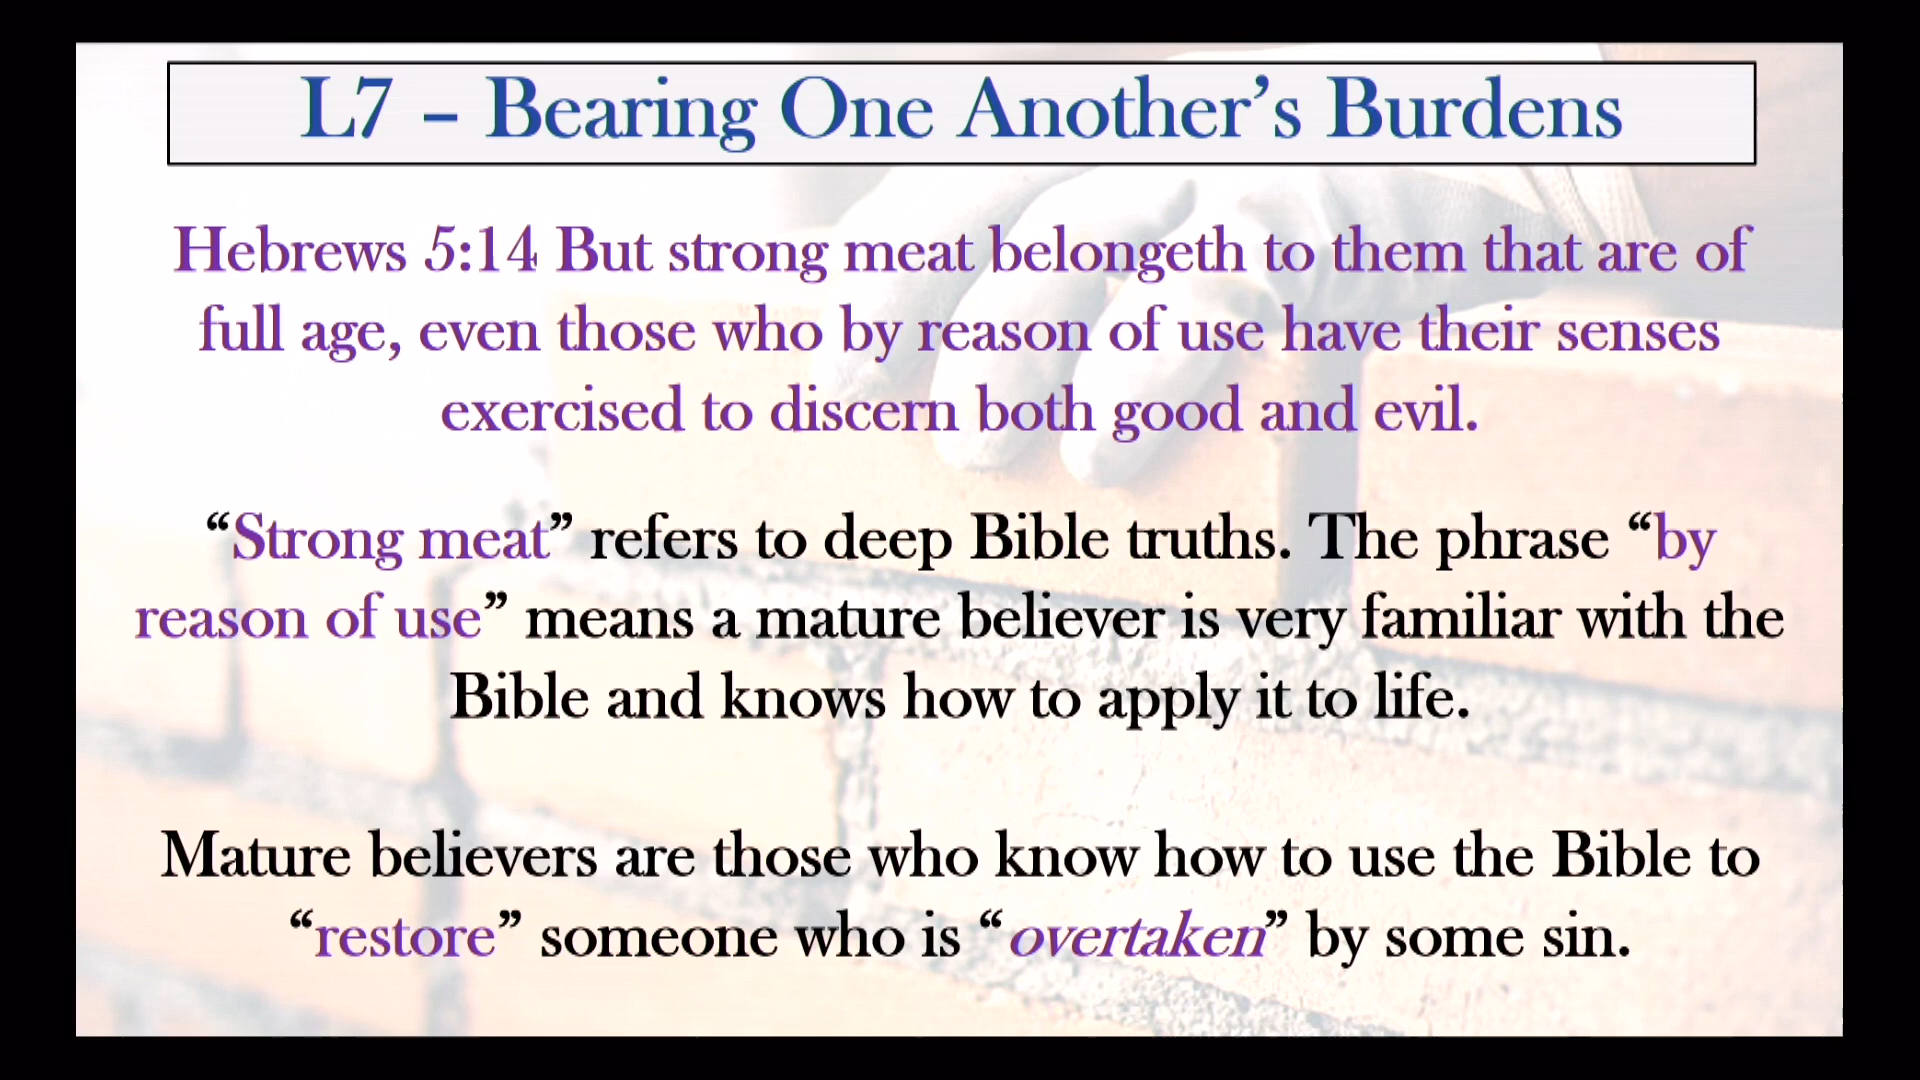 L7 – Bearing One Another’s Burdens
Hebrews 5:14 But strong meat belongeth to them that are of
full age, even those who by reason of use have their senses
exercised to discern both good and evil.
“Strong meat” refers to deep Bible truths. The phrase “by
reason of use” means a mature believer is very familiar with the
Bible and knows how to apply it to life.
Mature believers are those who know how to use the Bible to
“restore” someone who is “overtaken” by some sin.